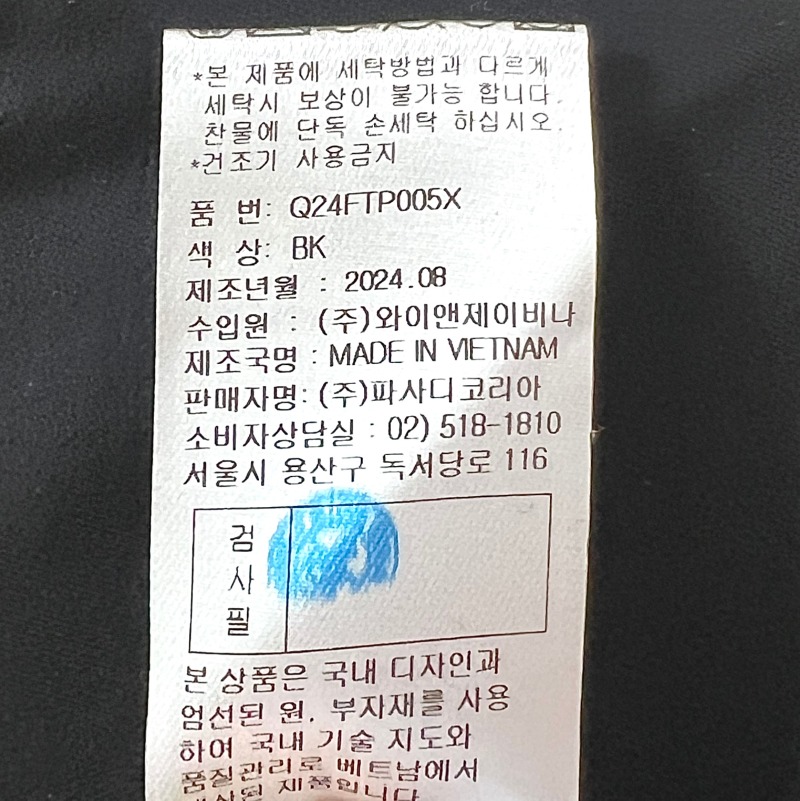 *본 제품에 세탁방법과 다르게
세탁시 보상이 불가능 합니다.
찬물에 단독 손세탁 하십시오.
*건조기 사용금지
품 번: Q24FTP005X
색 상: BK
제조년월 : 2024.08
수입원 : (주)와이앤제이비나
제조국명 : MADE IN VIETNAM
판매자명: (주)파사디코리아
소비자상담실 : 02) 518-1810
서울시 용산구 독서당로 116
검
사
필
본 상품은 국내 디자인과
엄선된 원, 부자재를 사용
하여 국내 기술 지도와
품질관리로 베트남에서
제품입니다